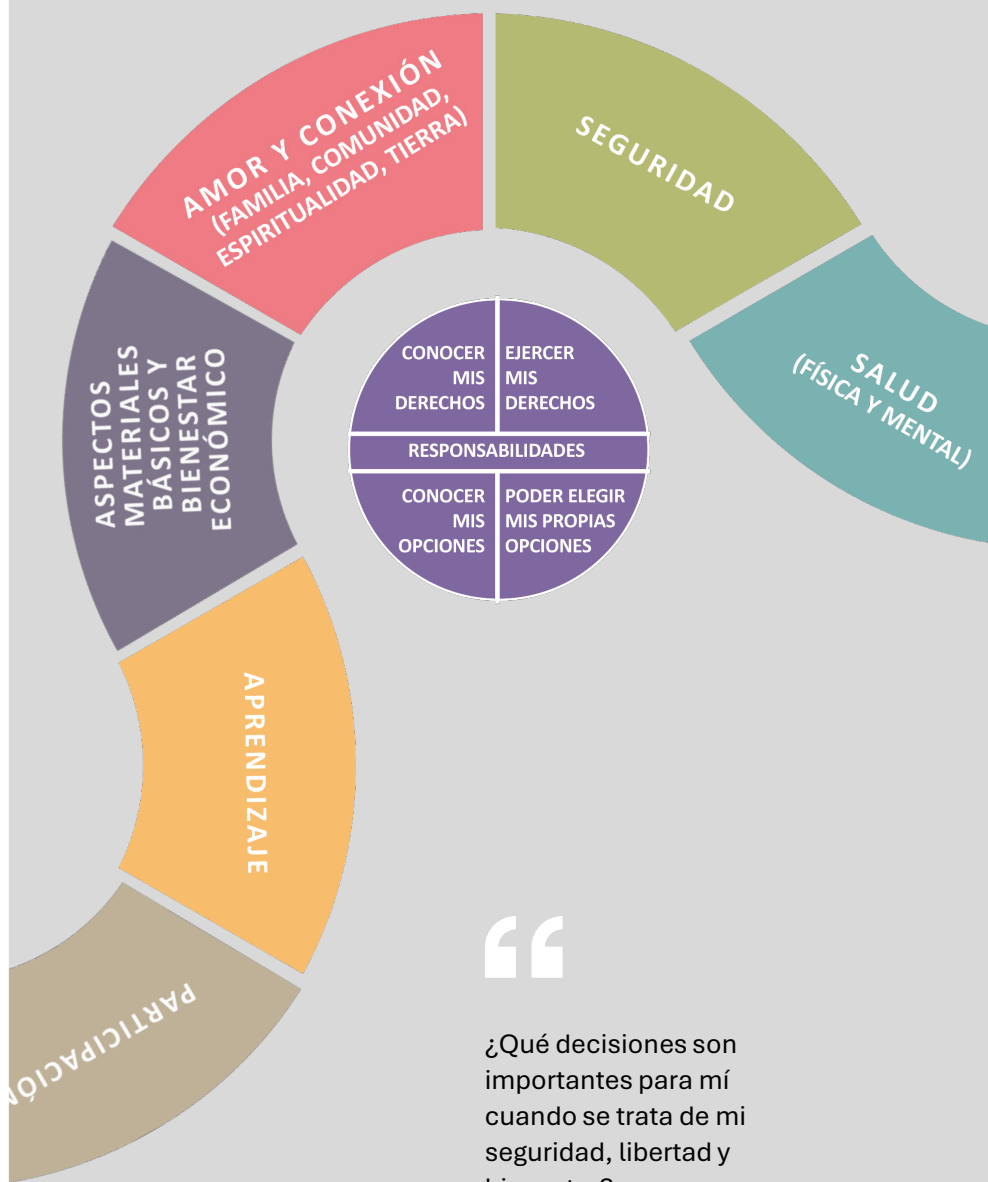 AMOR Y CONEXIÓN
(FAMILIA, COMUNIDAD,
ESPIRITUALIDAD, TIERRA)
SEGURIDAD
SALUD
(FÍSICA Y MENTAL)
ASPECTOS
MATERIALES
BÁSICOS Y
BIENESTAR
ECONÓMICO
CONOCER
MIS
DERECHOS
EJERCER
MIS
DERECHOS
RESPONSABILIDADES
CONOCER
MIS
OPCIONES
PODER ELEGIR
MIS PROPIAS
OPCIONES
APRENDIZAJE
PARTICIPACIÓN
“
¿Qué decisiones son
importantes para mí
cuando se trata de mi
seguridad, libertad y